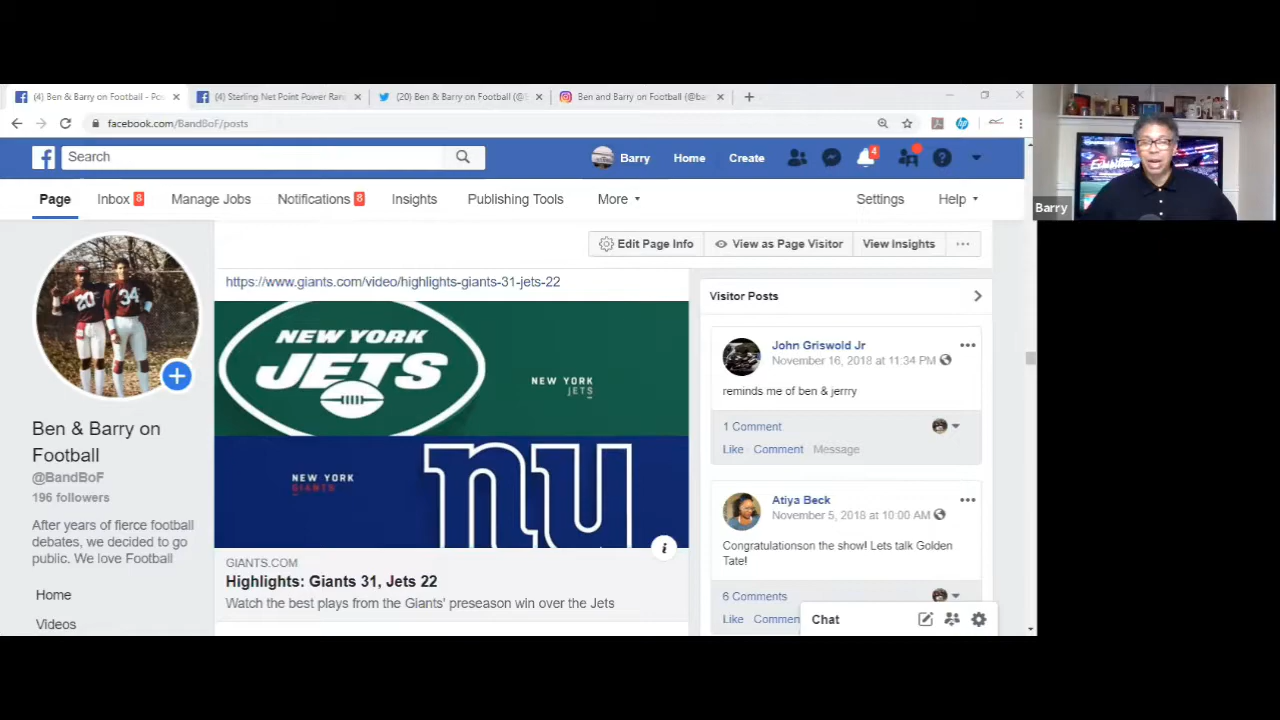 (4) Ben & Barry on Football - Pos
(4) Sterling Net Point Power Ran
(20) Ben & Barry on Football (@
Ben and Barry on Football (@ba
facebook.com/BandBoF/posts
Search
Barry
Home
Create
4
Page
Inbox 8
Manage Jobs
Notifications 8
Insights
Publishing Tools
More
Settings
Help
Barry
Edit Page Info
View as Page Visitor
View Insights
20
34
Ben & Barry on
Football
@BandBoF
196 followers
After years of fierce football
debates, we decided to go
public. We love Football
Home
Videos
https://www.giants.com/video/highlights-giants-31-jets-22
NEW YORK
JETS
NEW YORK
JETS
NEW YORK
GIANTS
ny
GIANTS.COM
Highlights: Giants 31, Jets 22
Watch the best plays from the Giants' preseason win over the Jets
Visitor Posts
John Griswold Jr
November 16, 2018 at 11:34 PM
reminds me of ben & jerrry
1 Comment
Like Comment Message
Atiya Beck
November 5, 2018 at 10:00 AM
Congratulationson the show! Lets talk Golden
Tate!
6 Comments
Like Commen
Chat